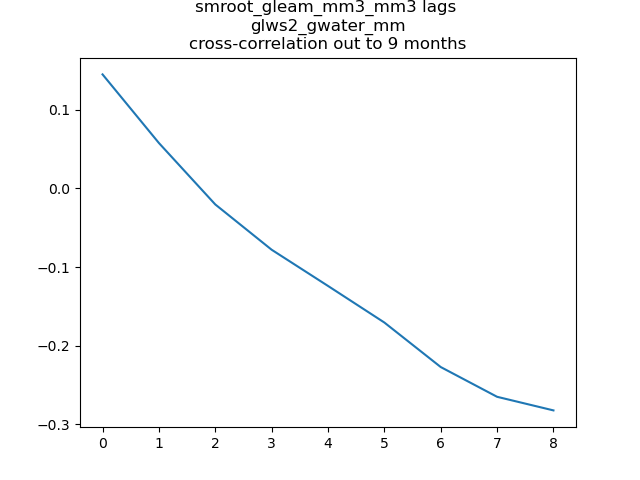 smroot_gleam_mm3_mm3 lags
glws2_gwater_mm
cross-correlation out to 9 months
0.1
0.0
−0.1
−0.2
−0.3
0 1 2 3 4 5 6 7 8